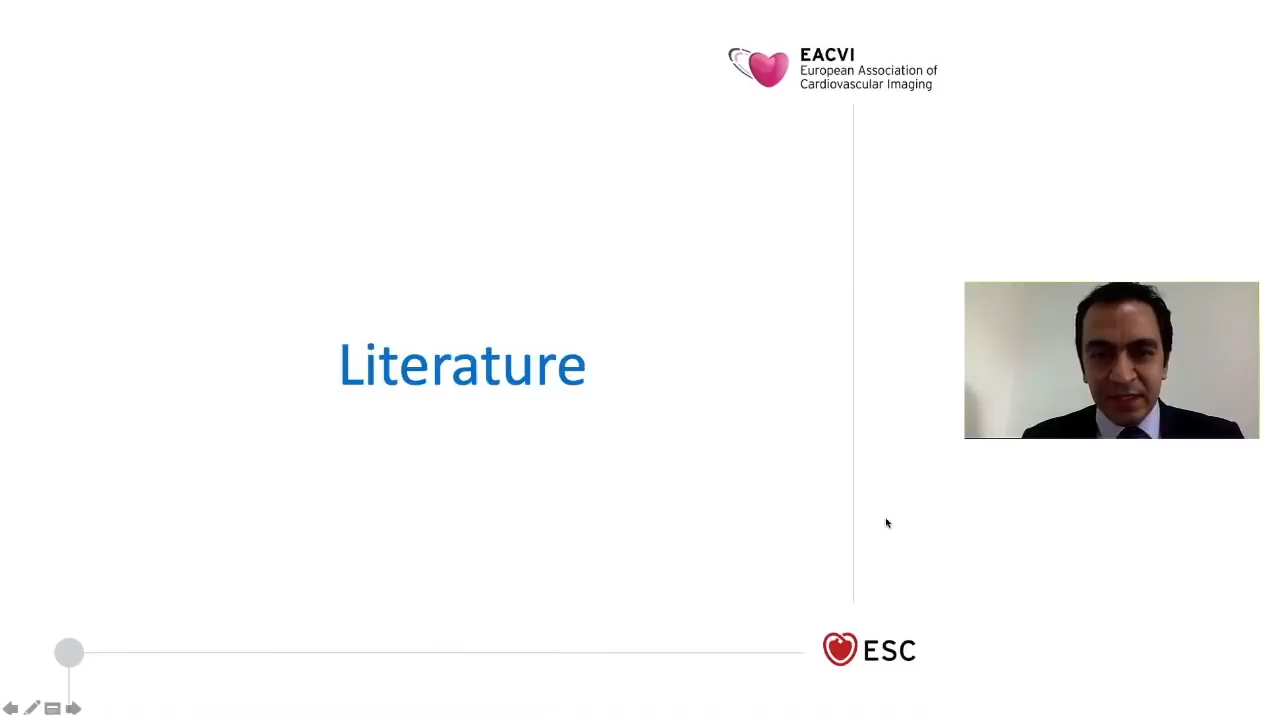 EACVI
European Association of
Cardiovascular Imaging
Literature
ESC